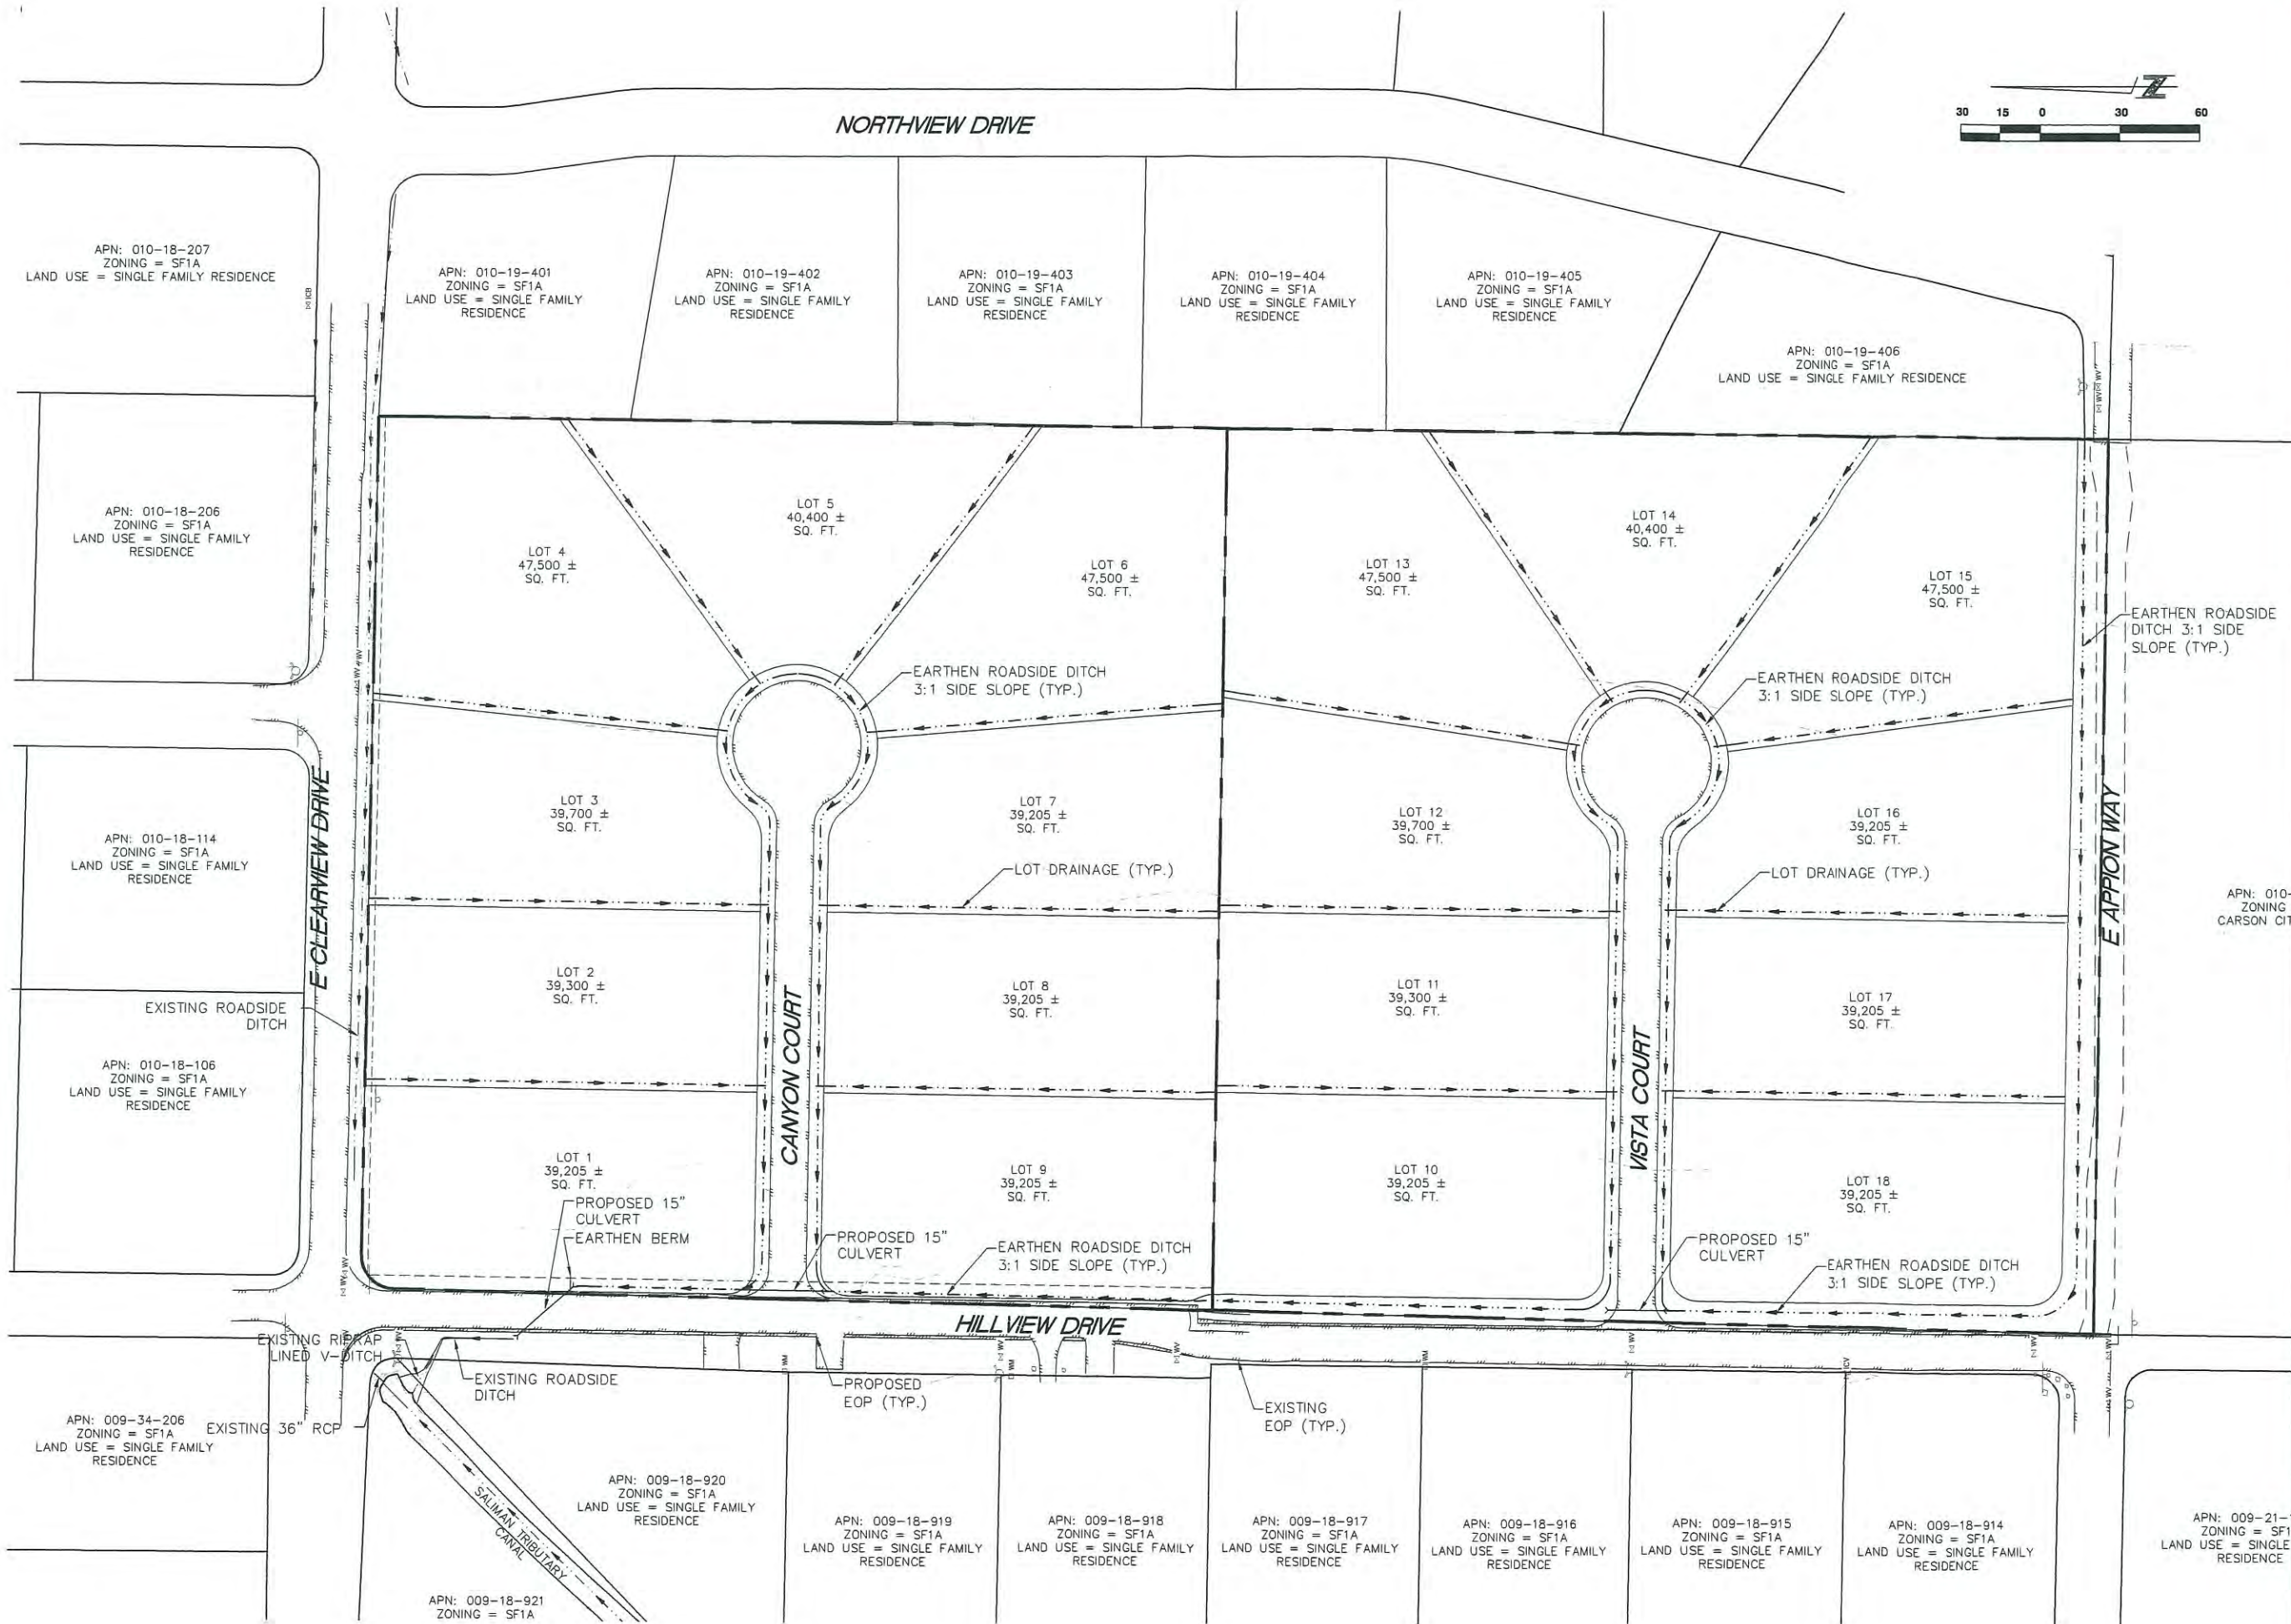 NORTHVIEW DRIVE
30 15 0 30 60
APN: 010-18-207
ZONING = SF1A
LAND USE = SINGLE FAMILY RESIDENCE
APN: 010-19-401
ZONING = SF1A
LAND USE = SINGLE FAMILY
RESIDENCE
APN: 010-19-402
ZONING = SF1A
LAND USE = SINGLE FAMILY
RESIDENCE
APN: 010-19-403
ZONING = SF1A
LAND USE = SINGLE FAMILY
RESIDENCE
APN: 010-19-404
ZONING = SF1A
LAND USE = SINGLE FAMILY
RESIDENCE
APN: 010-19-405
ZONING = SF1A
LAND USE = SINGLE FAMILY
RESIDENCE
APN: 010-19-406
ZONING = SF1A
LAND USE = SINGLE FAMILY RESIDENCE
APN: 010-18-206
ZONING = SF1A
LAND USE = SINGLE FAMILY
RESIDENCE
LOT 4
47,500 ±
SQ. FT.
LOT 5
40,400 ±
SQ. FT.
LOT 6
47,500 ±
SQ. FT.
LOT 13
47,500 ±
SQ. FT.
LOT 14
40,400 ±
SQ. FT.
LOT 15
47,500 ±
SQ. FT.
EARTHEN ROADSIDE
DITCH 3:1 SIDE
SLOPE (TYP.)
EARTHEN ROADSIDE DITCH
3:1 SIDE SLOPE (TYP.)
EARTHEN ROADSIDE DITCH
3:1 SIDE SLOPE (TYP.)
E CLEARVIEW DRIVE
APN: 010-18-114
ZONING = SF1A
LAND USE = SINGLE FAMILY
RESIDENCE
LOT 3
39,700 ±
SQ. FT.
LOT 7
39,205 ±
SQ. FT.
LOT 12
39,700 ±
SQ. FT.
LOT 16
39,205 ±
SQ. FT.
LOT DRAINAGE (TYP.)
LOT DRAINAGE (TYP.)
E APPION WAY
APN: 010-
ZONING
CARSON CIT
EXISTING ROADSIDE
DITCH
LOT 2
39,300 ±
SQ. FT.
CANYON COURT
LOT 8
39,205 ±
SQ. FT.
LOT 11
39,300 ±
SQ. FT.
VISTA COURT
LOT 17
39,205 ±
SQ. FT.
APN: 010-18-106
ZONING = SF1A
LAND USE = SINGLE FAMILY
RESIDENCE
LOT 1
39,205 ±
SQ. FT.
PROPOSED 15"
CULVERT
EARTHEN BERM
LOT 9
39,205 ±
SQ. FT.
LOT 10
39,205 ±
SQ. FT.
LOT 18
39,205 ±
SQ. FT.
PROPOSED 15"
CULVERT
EARTHEN ROADSIDE DITCH
3:1 SIDE SLOPE (TYP.)
PROPOSED 15"
CULVERT
EARTHEN ROADSIDE DITCH
3:1 SIDE SLOPE (TYP.)
HILLVIEW DRIVE
EXISTING RIPRAP
LINED V-DITCH
EXISTING ROADSIDE
DITCH
PROPOSED
EOP (TYP.)
EXISTING
EOP (TYP.)
EXISTING 36" RCP
APN: 009-34-206
ZONING = SF1A
LAND USE = SINGLE FAMILY
RESIDENCE
SALIMAN TRIBUTARY
CANAL
APN: 009-18-920
ZONING = SF1A
LAND USE = SINGLE FAMILY
RESIDENCE
APN: 009-18-919
ZONING = SF1A
LAND USE = SINGLE FAMILY
RESIDENCE
APN: 009-18-918
ZONING = SF1A
LAND USE = SINGLE FAMILY
RESIDENCE
APN: 009-18-917
ZONING = SF1A
LAND USE = SINGLE FAMILY
RESIDENCE
APN: 009-18-916
ZONING = SF1A
LAND USE = SINGLE FAMILY
RESIDENCE
APN: 009-18-915
ZONING = SF1A
LAND USE = SINGLE FAMILY
RESIDENCE
APN: 009-18-914
ZONING = SF1A
LAND USE = SINGLE FAMILY
RESIDENCE
APN: 009-21-
ZONING = SF1
LAND USE = SINGLE
RESIDENCE
APN: 009-18-921
ZONING = SF1A